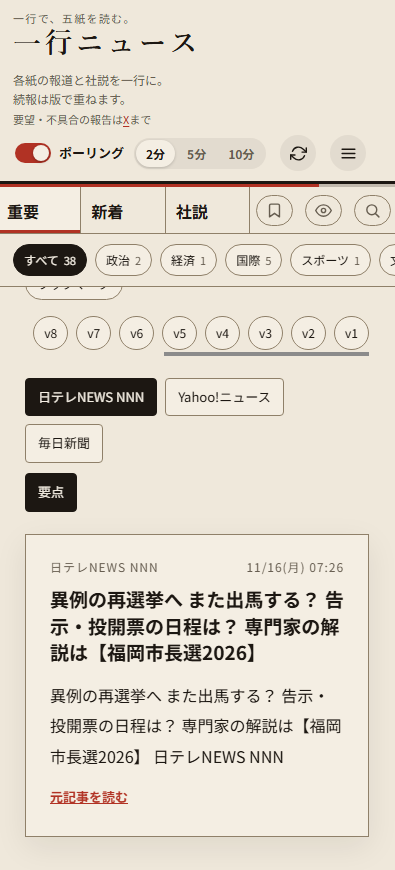 一行で、五紙を読む。
一行ニュース
各紙の報道と社説を一行に。
続報は版で重ねます。
要望・不具合の報告はXまで
ポーリング 2分 5分 10分
重要 新着 社説
すべて 38 政治 2 経済 1 国際 5 スポーツ 1
v8 v7 v6 v5 v4 v3 v2 v1
日テレNEWS NNN Yahoo!ニュース
毎日新聞
要点
日テレNEWS NNN 11/16(月) 07:26
異例の再選挙へ また出馬する？ 告
示・投開票の日程は？ 専門家の解
説は【福岡市長選2026】
異例の再選挙へ また出馬する？ 告示・
投開票の日程は？ 専門家の解説は【福岡
市長選2026】 日テレNEWS NNN
元記事を読む